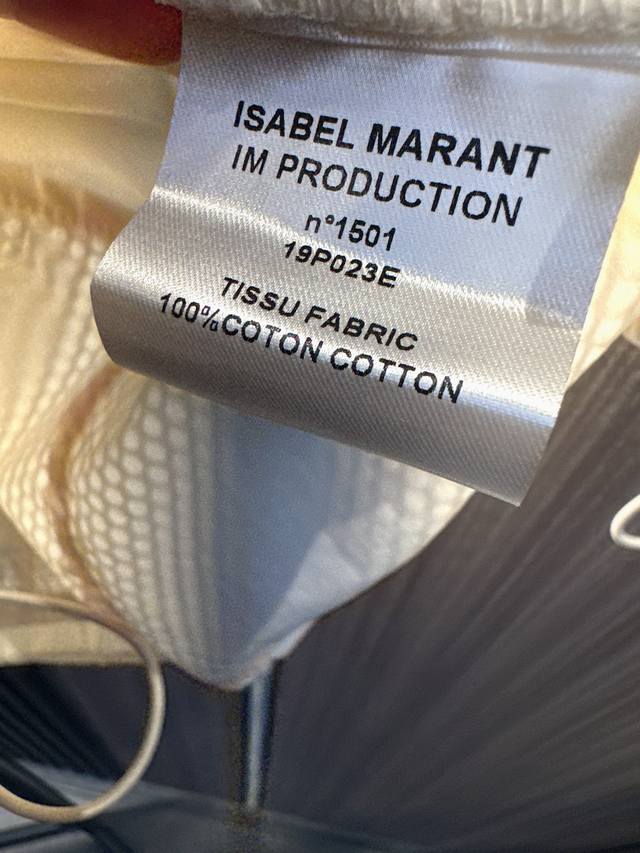 ISABEL MARANT
IM PRODUCTION
n°1501
19P023E
TISSU FABRIC
100%COTON COTTON